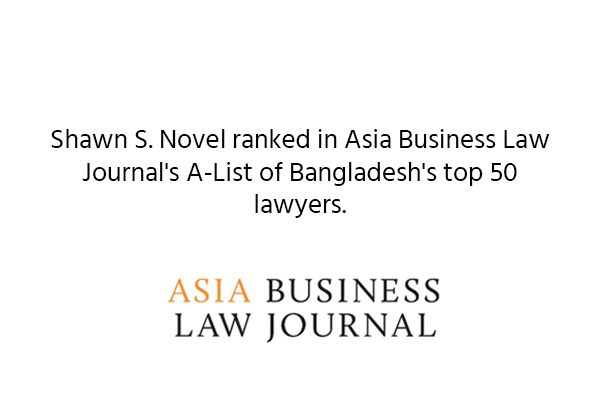 Shawn S. Novel ranked in Asia Business Law
Journal's A-List of Bangladesh's top 50
lawyers.
ASIA BUSINESS
LAW JOURNAL